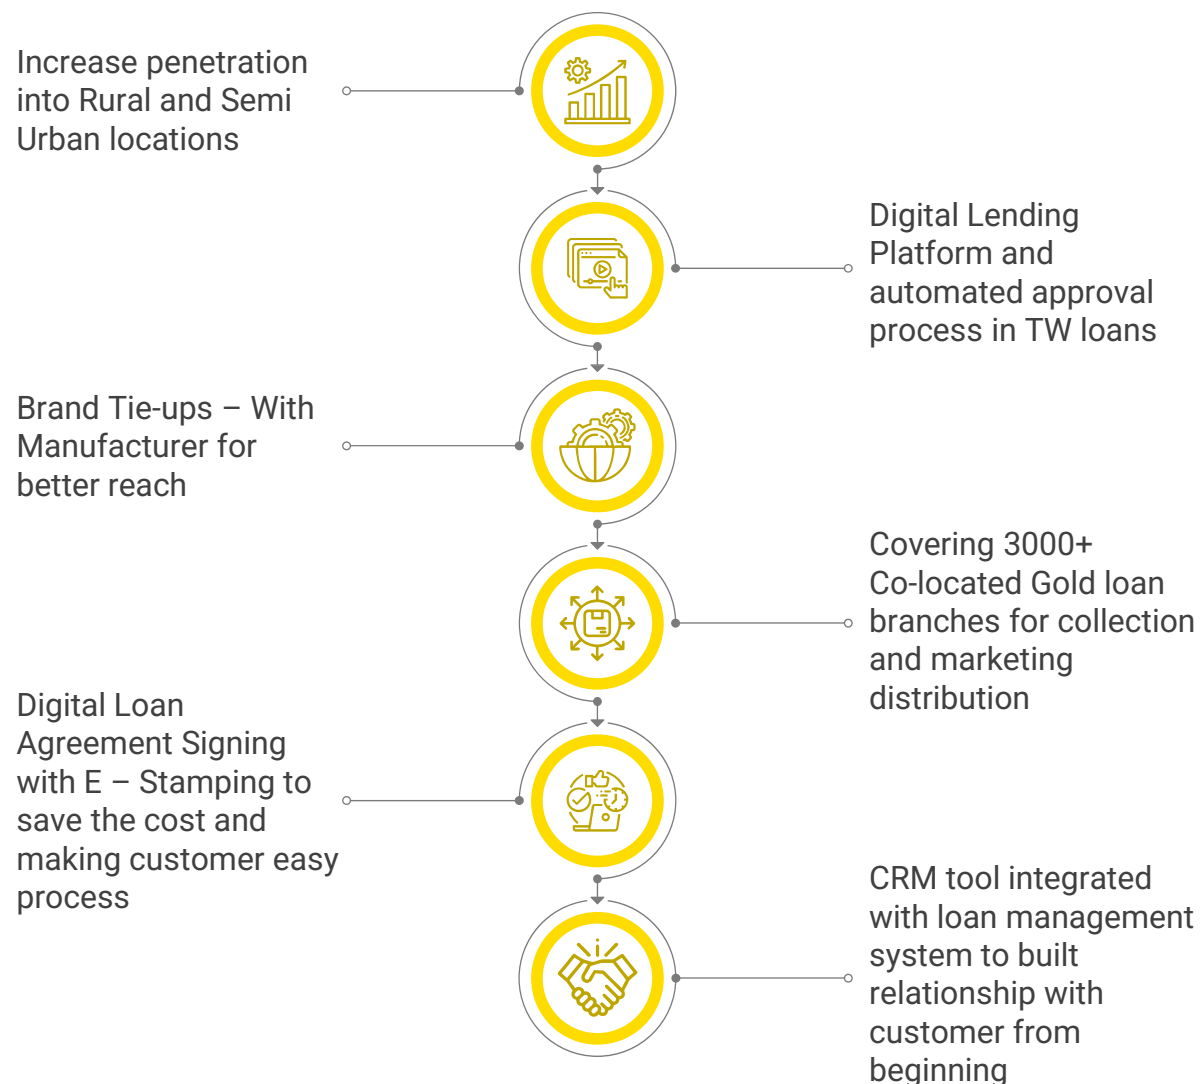 Increase penetration
into Rural and Semi
Urban locations
Digital Lending
Platform and
automated approval
process in TW loans
Brand Tie-ups – With
Manufacturer for
better reach
Covering 3000+
Co-located Gold loan
branches for collection
and marketing
distribution
Digital Loan
Agreement Signing
with E – Stamping to
save the cost and
making customer easy
process
CRM tool integrated
with loan management
system to built
relationship with
customer from
beginning